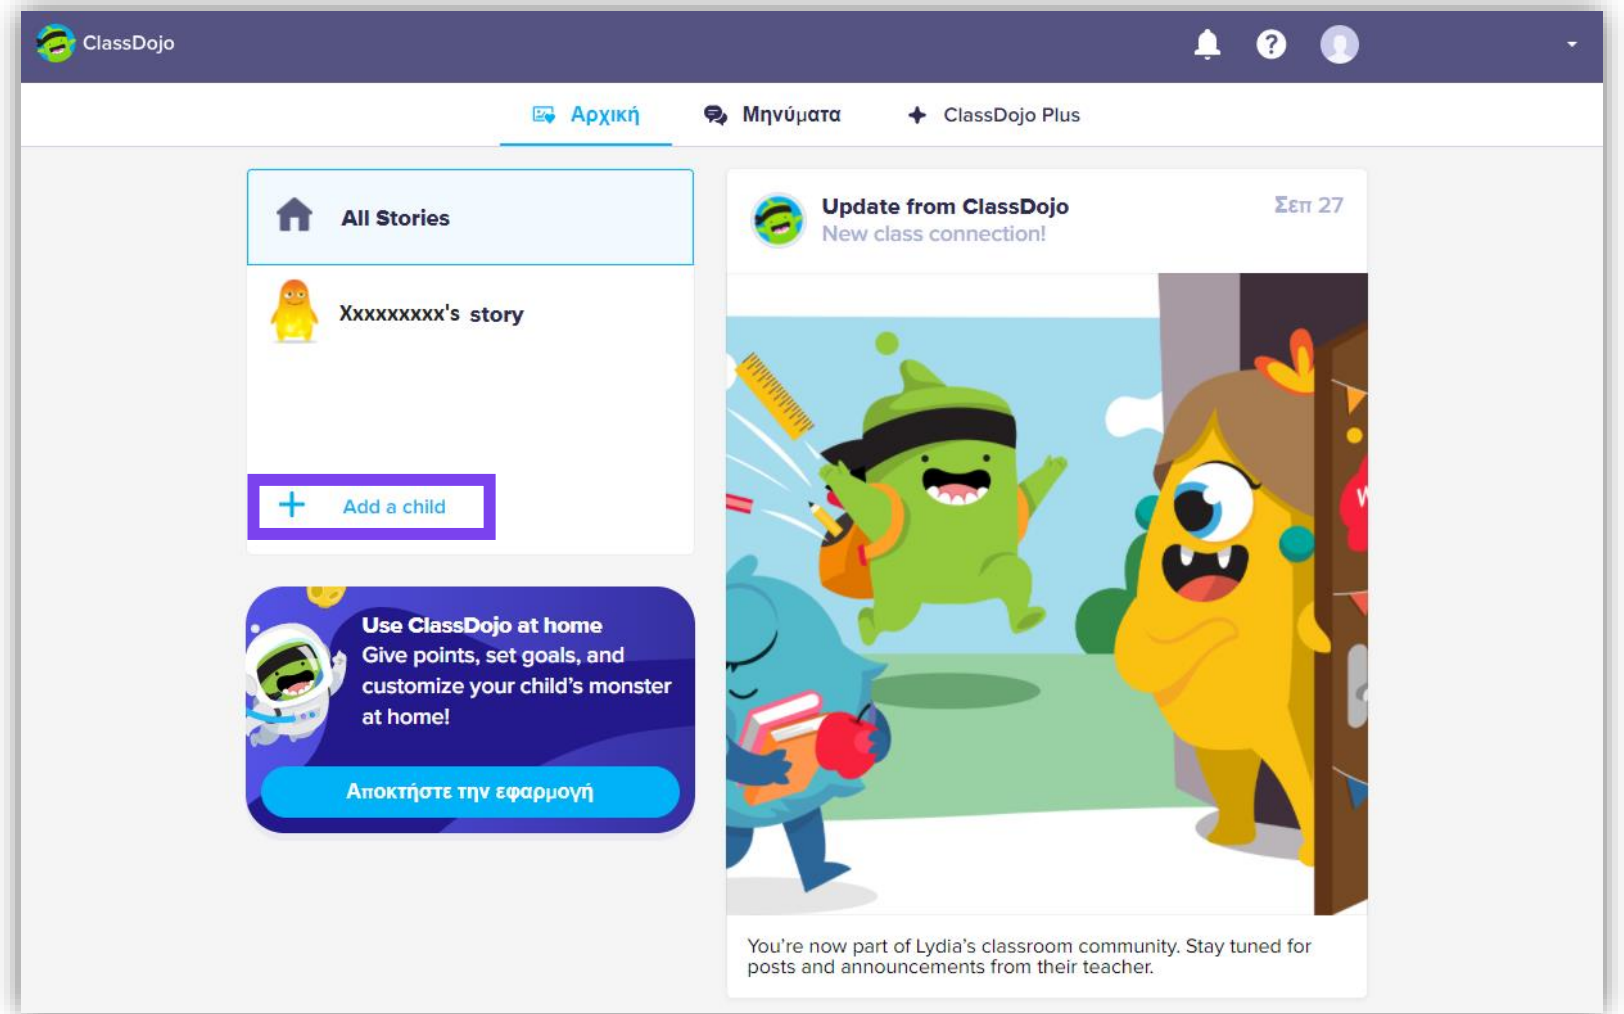 ClassDojo
Αρχική
Μηνύματα
ClassDojo Plus
All Stories
Xxxxxxxxx's story
Add a child
Use ClassDojo at home
Give points, set goals, and
customize your child's monster
at home!
Αποκτήστε την εφαρμογή
Update from ClassDojo
Σεπ 27
New class connection!
W
You're now part of Lydia's classroom community. Stay tuned for
posts and announcements from their teacher.